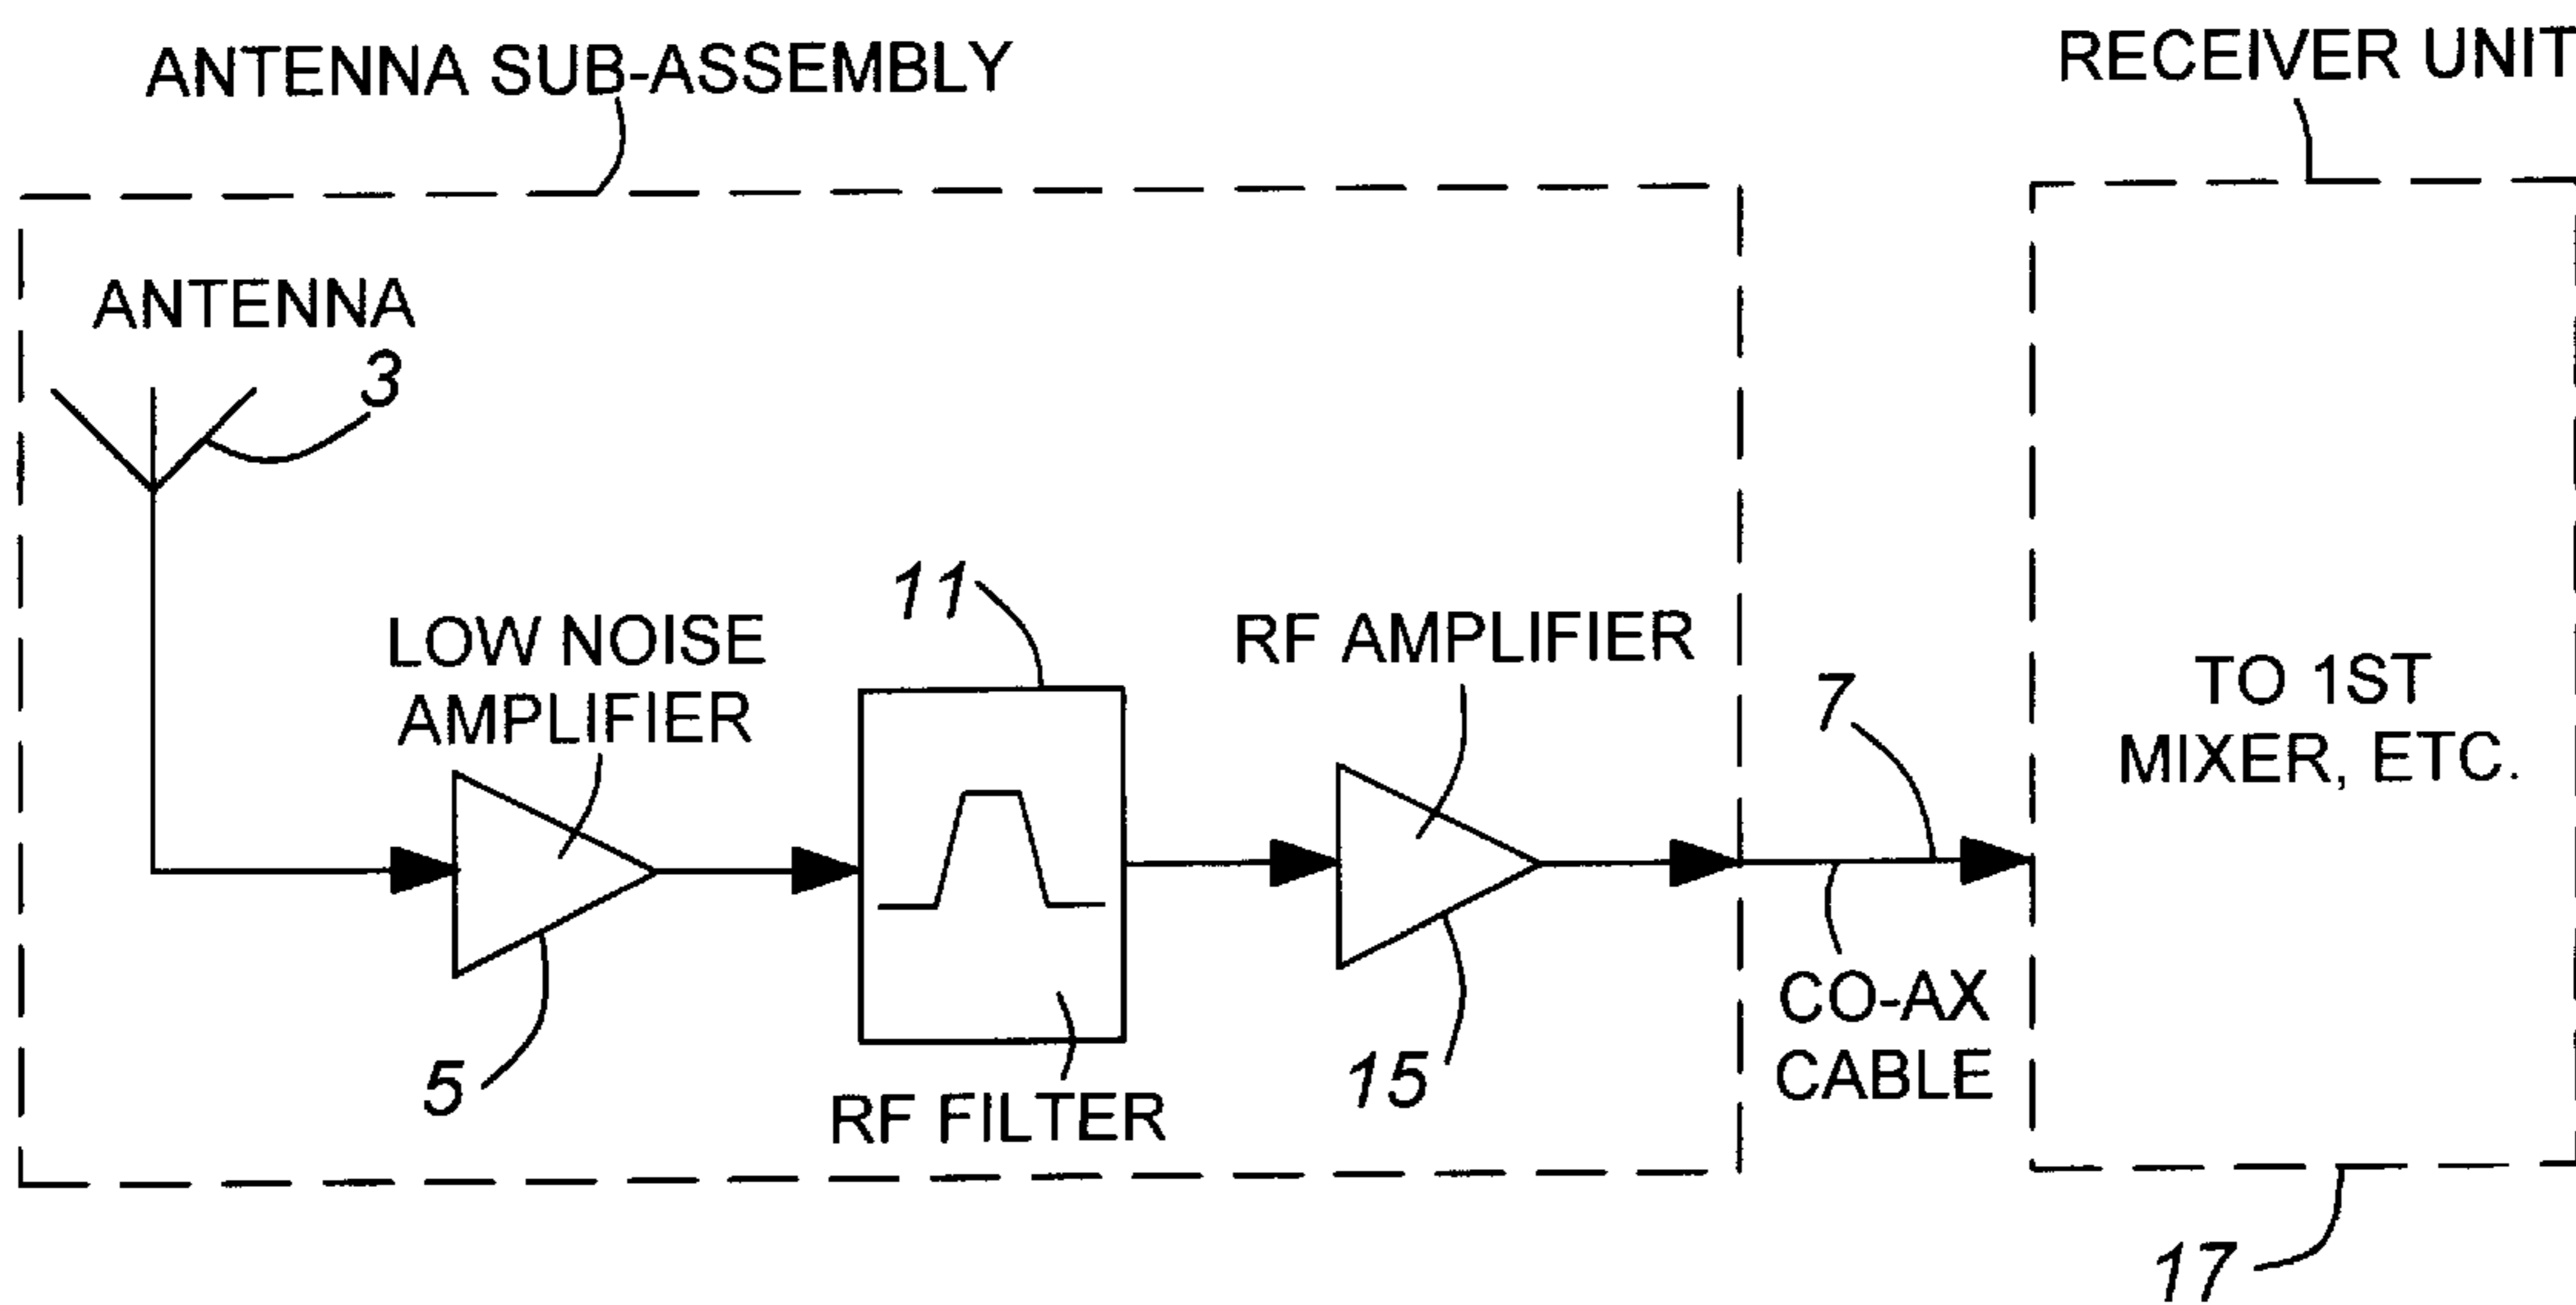 ANTENNA SUB-ASSEMBLY
RECEIVER UNIT
ANTENNA
3
LOW NOISE
AMPLIFIER
5
11
RF FILTER
RF AMPLIFIER
15
7
CO-AX
CABLE
TO 1ST
MIXER, ETC.
17